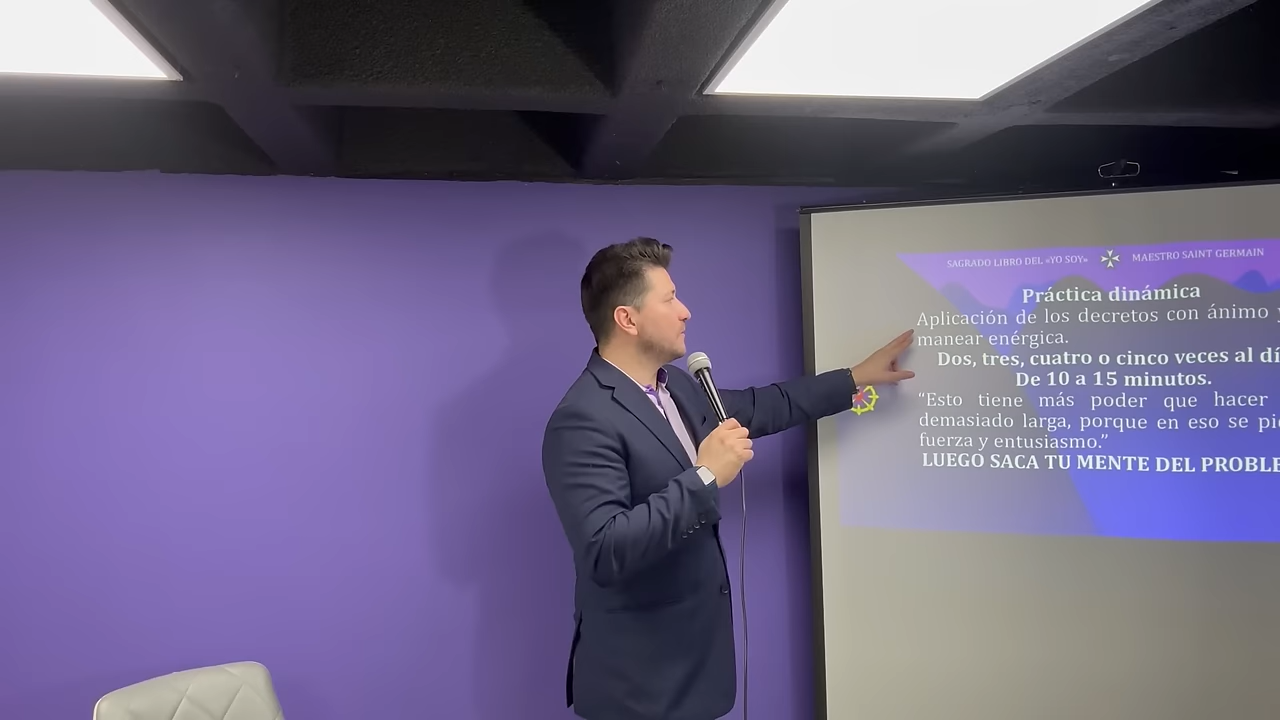 SAGRADO LIBRO DEL «YO SOY» MAESTRO SAINT GERMAIN
Práctica dinámica
Aplicación de los decretos con ánimo
manear enérgica.
Dos, tres, cuatro o cinco veces al dí
De 10 a 15 minutos.
“Esto tiene más poder que hacer
demasiado larga, porque en eso se pie
fuerza y entusiasmo.”
LUEGO SACA TU MENTE DEL PROBLE